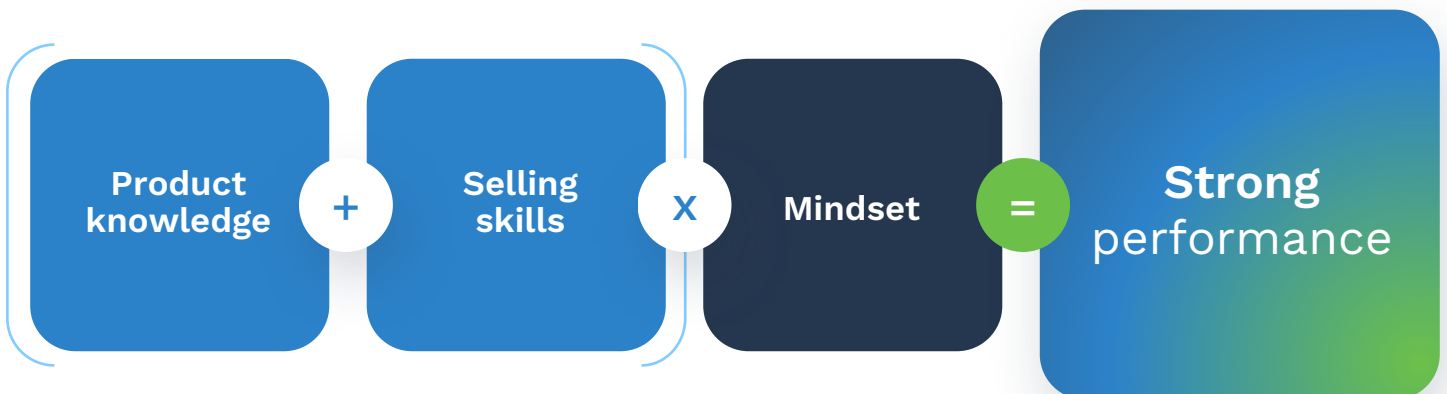 Product
knowledge
+
Selling
skills
x
Mindset
=
Strong
performance